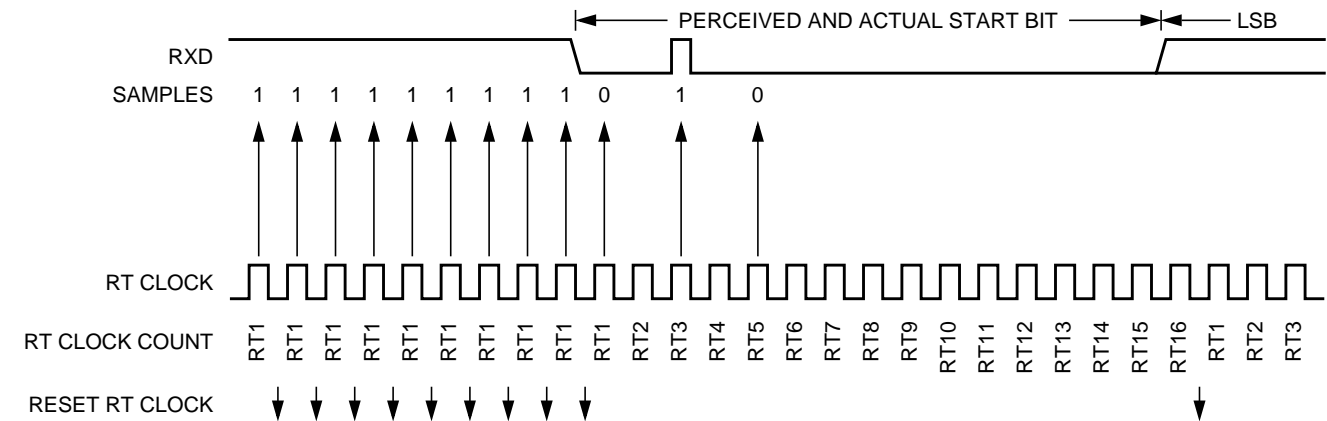 PERCEIVED AND ACTUAL START BIT LSB
RXD
SAMPLES 1 1 1 1 1 1 1 1 1 0 1 0
RT CLOCK
RT CLOCK COUNT RT1 RT1 RT1 RT1 RT1 RT1 RT1 RT1 RT1 RT1 RT2 RT3 RT4 RT5 RT6 RT7 RT8 RT9 RT10 RT11 RT12 RT13 RT14 RT15 RT16 RT1 RT2 RT3
RESET RT CLOCK